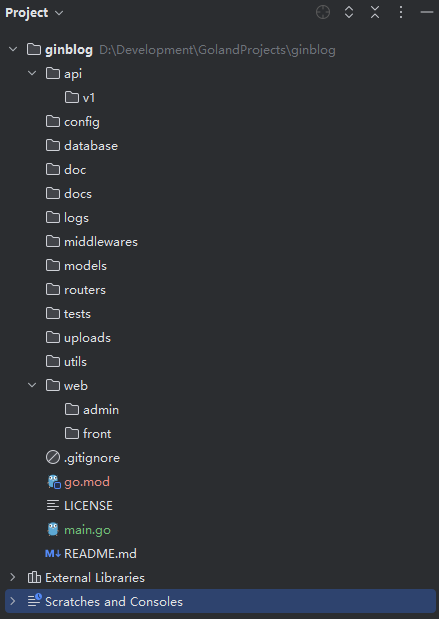 Project
ginblog D:\Development\GolandProjects\ginblog
api
v1
config
database
doc
docs
logs
middlewares
models
routers
tests
uploads
utils
web
admin
front
.gitignore
go.mod
LICENSE
main.go
M↓ README.md
External Libraries
Scratches and Consoles